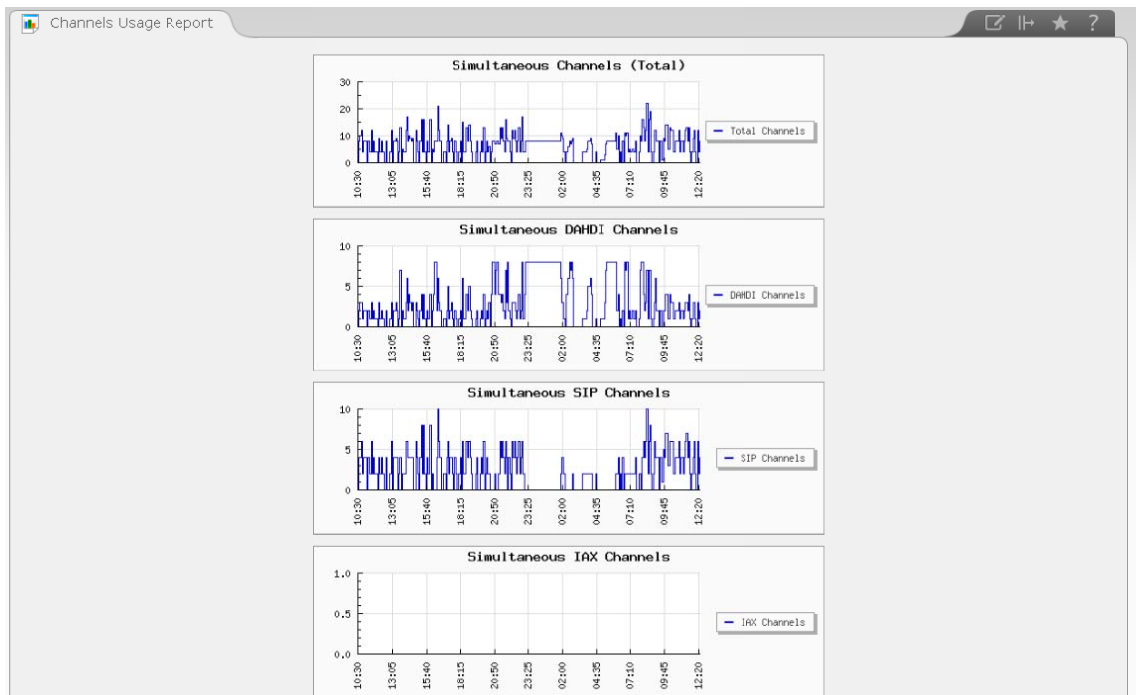 Channels Usage Report
?
Simultaneous Channels (Total)
30
20
10
0
10:30 13:05 15:40 18:15 20:50 23:25 02:00 04:35 07:10 09:45 12:20
Total Channels
Simultaneous DAHDI Channels
10
5
0
10:30 13:05 15:40 18:15 20:50 23:25 02:00 04:35 07:10 09:45 12:20
DAHDI Channels
Simultaneous SIP Channels
10
5
0
10:30 13:05 15:40 18:15 20:50 23:25 02:00 04:35 07:10 09:45 12:20
SIP Channels
Simultaneous IAX Channels
1.0
0.5
0.0
10:30 13:05 15:40 18:15 20:50 23:25 02:00 04:35 07:10 09:45 12:20
IAX Channels